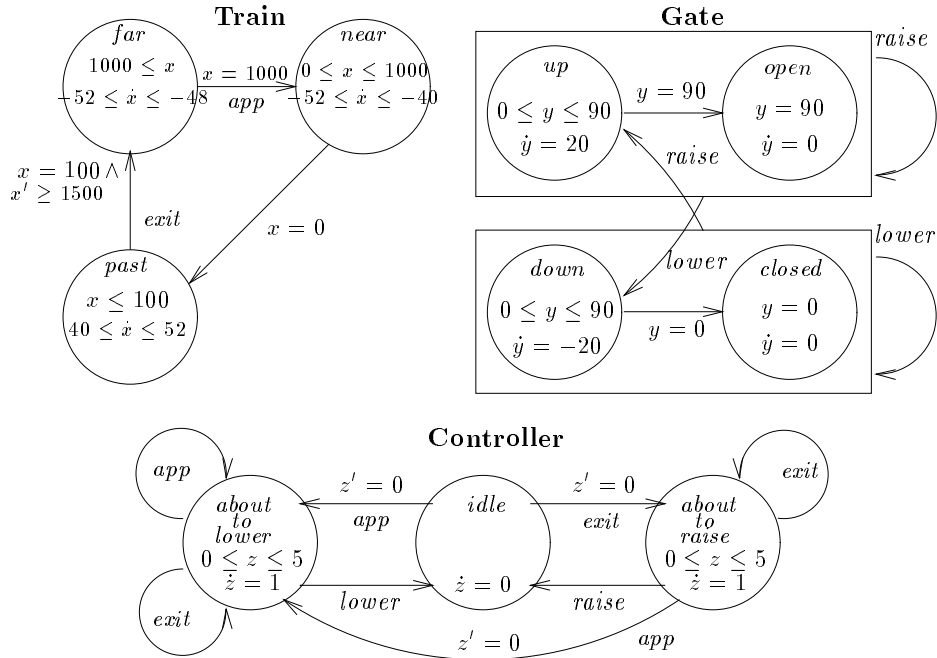 Train
far
1000 ≤ x
−52 ≤ ẋ ≤ −48
x = 1000
app
near
0 ≤ x ≤ 1000
−52 ≤ ẋ ≤ −40
x = 100 ∧
x′ ≥ 1500
exit
x = 0
past
x ≤ 100
40 ≤ ẋ ≤ 52
Gate
up
0 ≤ y ≤ 90
ẏ = 20
y = 90
open
y = 90
ẏ = 0
raise
raise
lower
down
0 ≤ y ≤ 90
ẏ = −20
y = 0
closed
y = 0
ẏ = 0
lower
Controller
app
exit
about
to
lower
0 ≤ z ≤ 5
ż = 1
z′ = 0
app
lower
idle
ż = 0
z′ = 0
exit
raise
about
to
raise
0 ≤ z ≤ 5
ż = 1
exit
z′ = 0
app